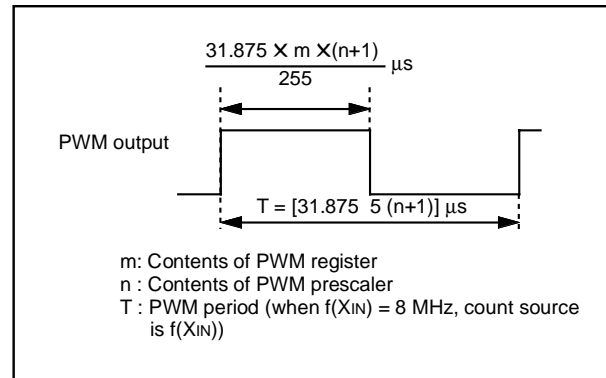 31.875 × m ×(n+1)
255
μs
PWM output
T = [31.875 5 (n+1)] μs
m: Contents of PWM register
n : Contents of PWM prescaler
T : PWM period (when f(XIN) = 8 MHz, count source
is f(XIN))